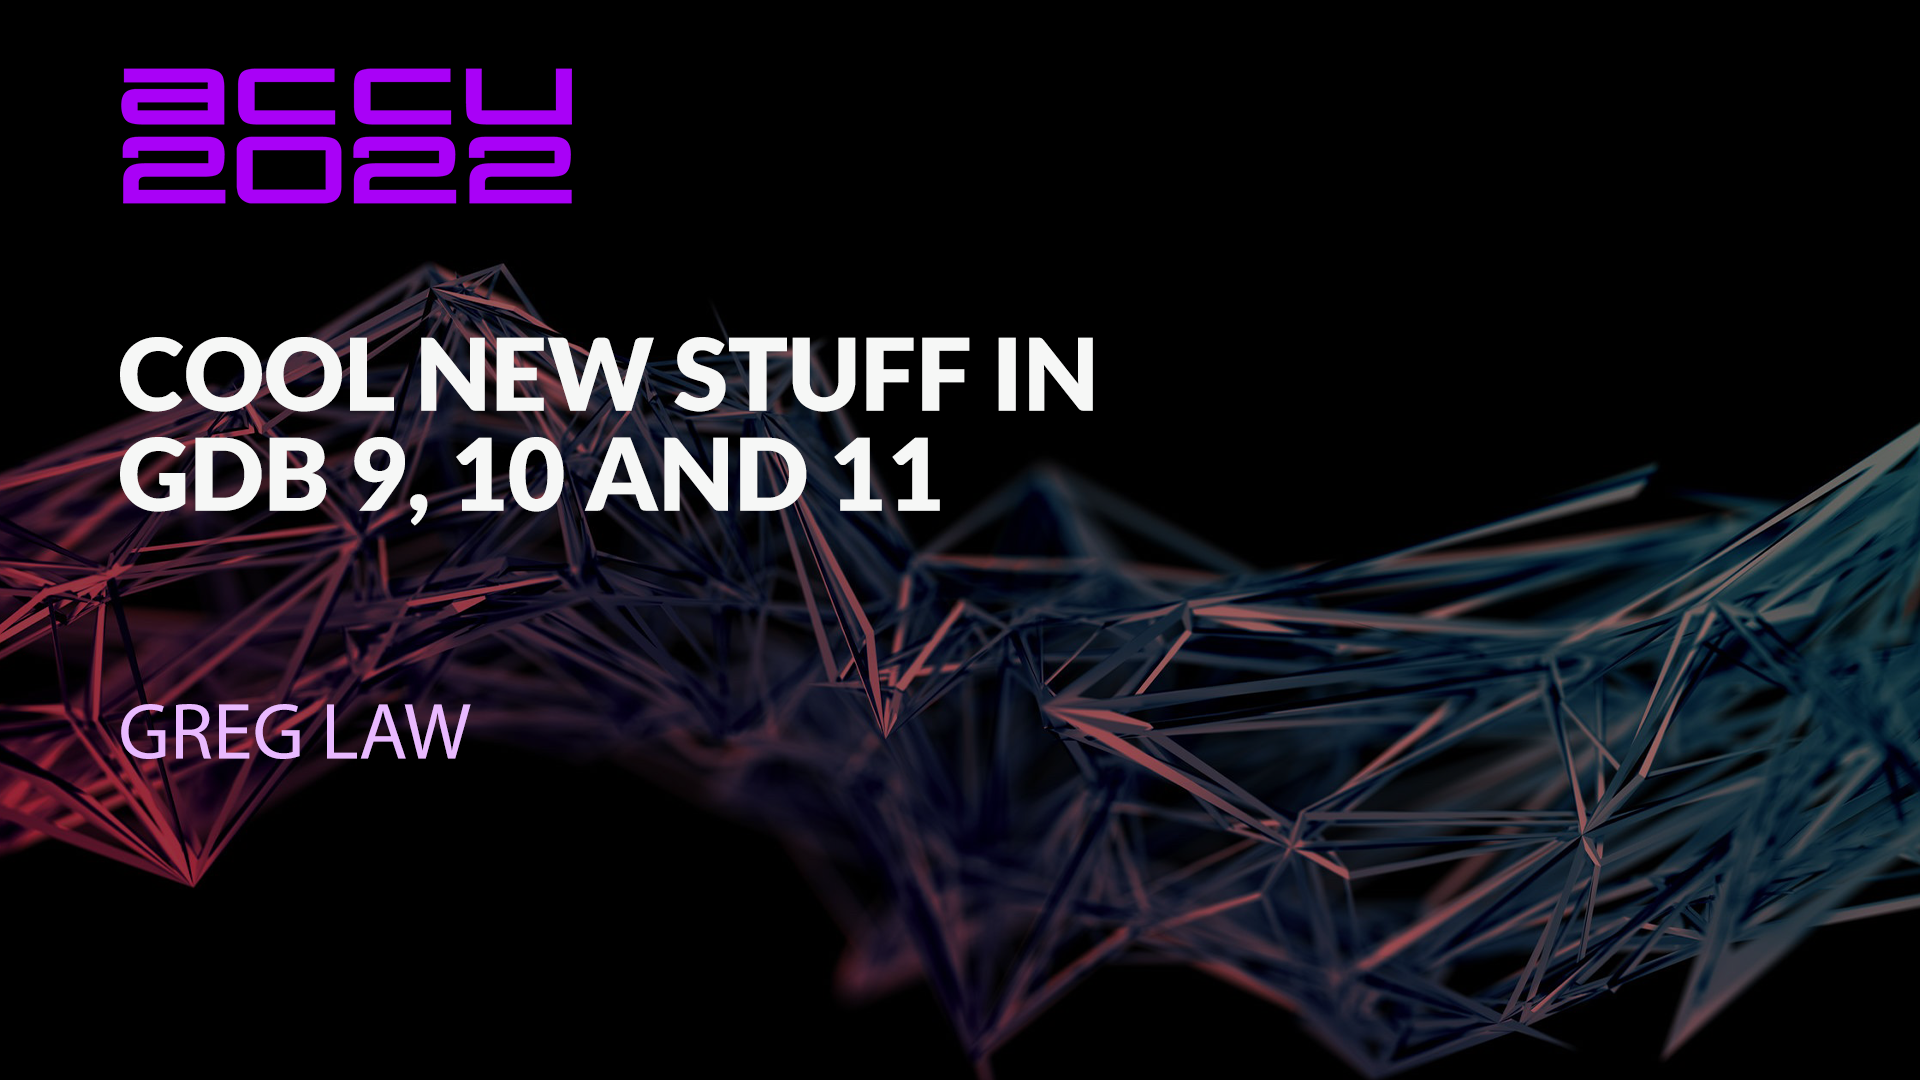 accu
2022
COOL NEW STUFF IN
GDB 9, 10 AND 11
GREG LAW